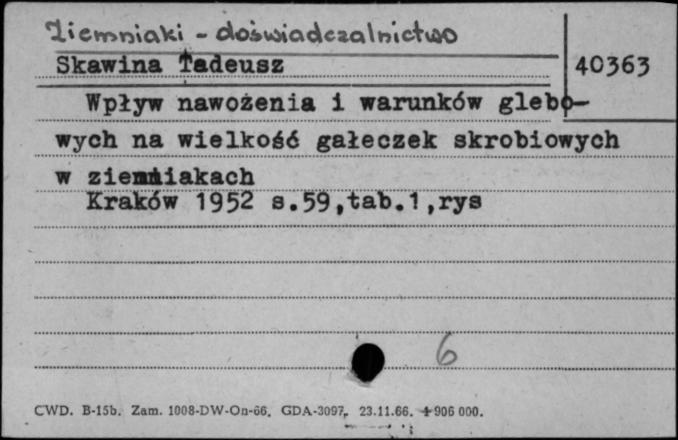 Ziemniaki - doświadczalnictwo
Skawina Tadeusz
40363
Wpływ nawożenia i warunków glebo-
wych na wielkość gałeczek skrobiowych
w ziemniakach
Kraków 1952 s.59,tab.1,rys
6
CWD. B-15b. Zam. 1008-DW-On-66. GDA-3097. 23.11.66. +906 000.